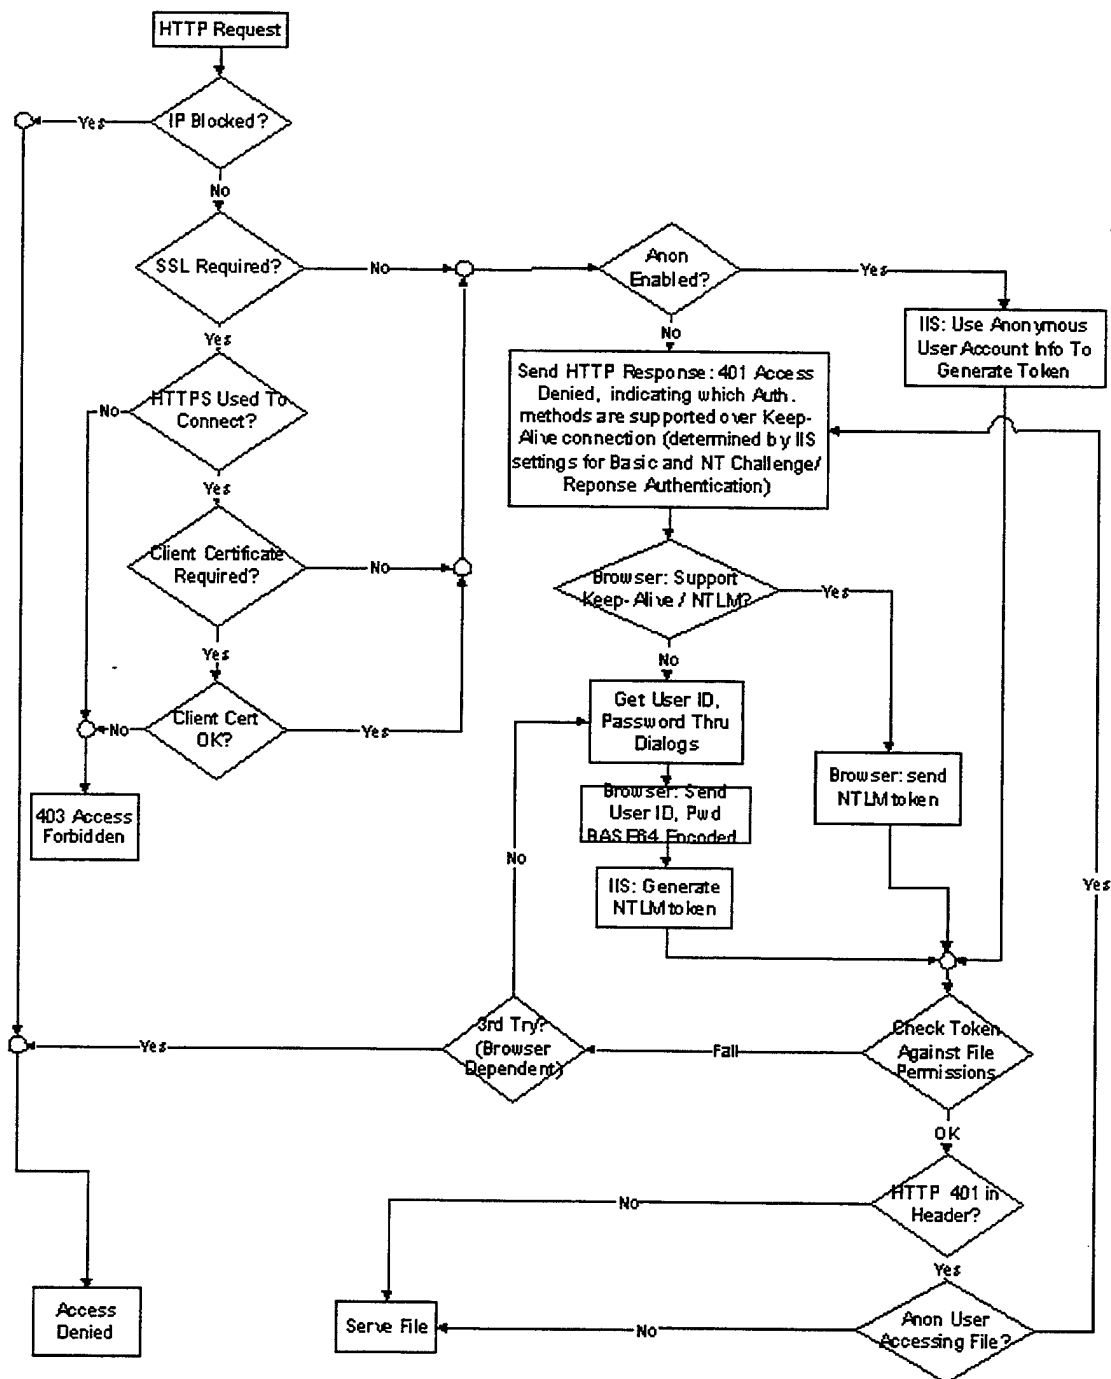 HTTP Request
IP Blocked?
Yes
No
SSL Required?
No
Anon
Enabled?
Yes
Yes
No
IIS: Use Anonymous
User Account Info To
Generate Token
HTTPS Used To
Connect?
No
Send HTTP Response: 401 Access
Denied, indicating which Auth.
methods are supported over Keep-
Alive connection (determined by IIS
settings for Basic and NT Challenge/
Reponse Authentication)
Yes
Client Certificate
Required?
No
Browser: Support
Keep-Alive / NTLM?
Yes
Yes
No
Client Cert
OK?
No
Yes
Get User ID,
Password Thru
Dialogs
Browser: send
NTLM token
403 Access
Forbidden
Browser: Send
User ID, Pwd
BASE64 Encoded
No
IIS: Generate
NTLM token
Yes
3rd Try?
(Browser
Dependent)
Yes
Fail
Check Token
Against File
Permissions
OK
HTTP 401 in
Header?
No
Yes
Access
Denied
Serve File
No
Anon User
Accessing File?